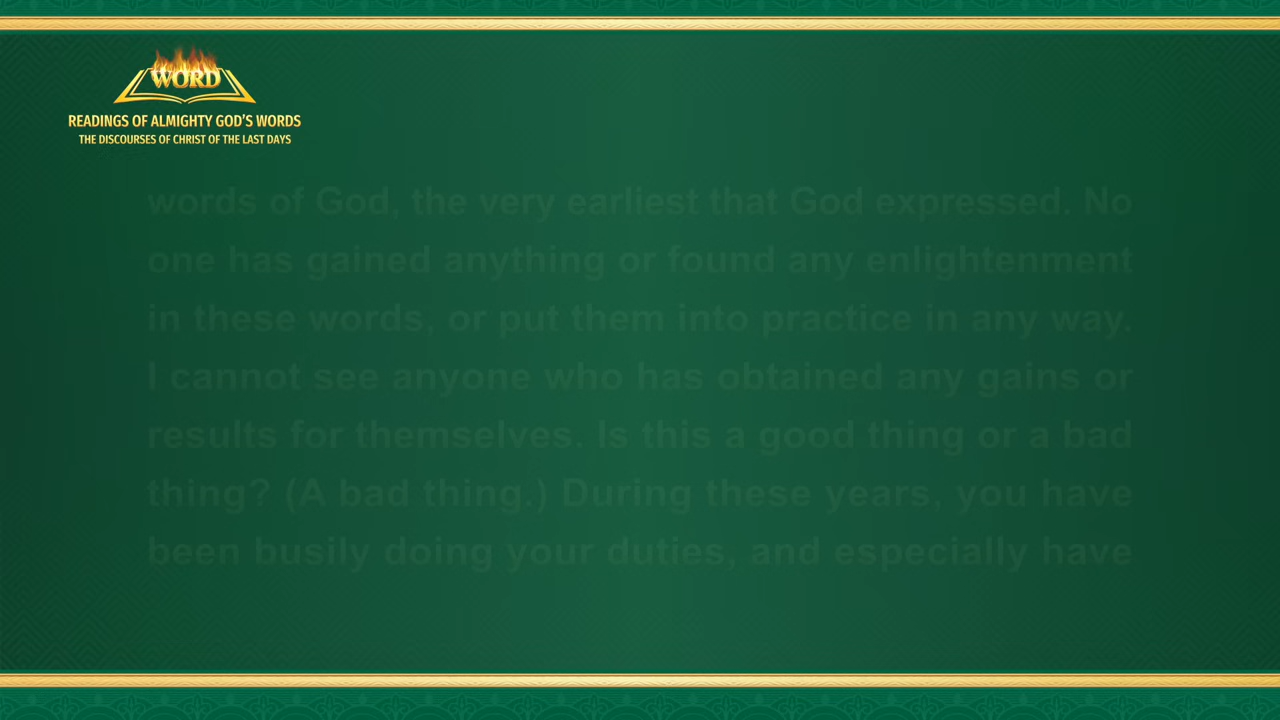 WORD
READINGS OF ALMIGHTY GOD'S WORDS
THE DISCOURSES OF CHRIST OF THE LAST DAYS
words of God, the very earliest that God expressed. No
one has gained anything or found any enlightenment
in these words, or put them into practice in any way.
I cannot see anyone who has obtained any gains or
results for themselves. Is this a good thing or a bad
thing? (A bad thing.) During these years, you have
been busily doing your duties, and especially have